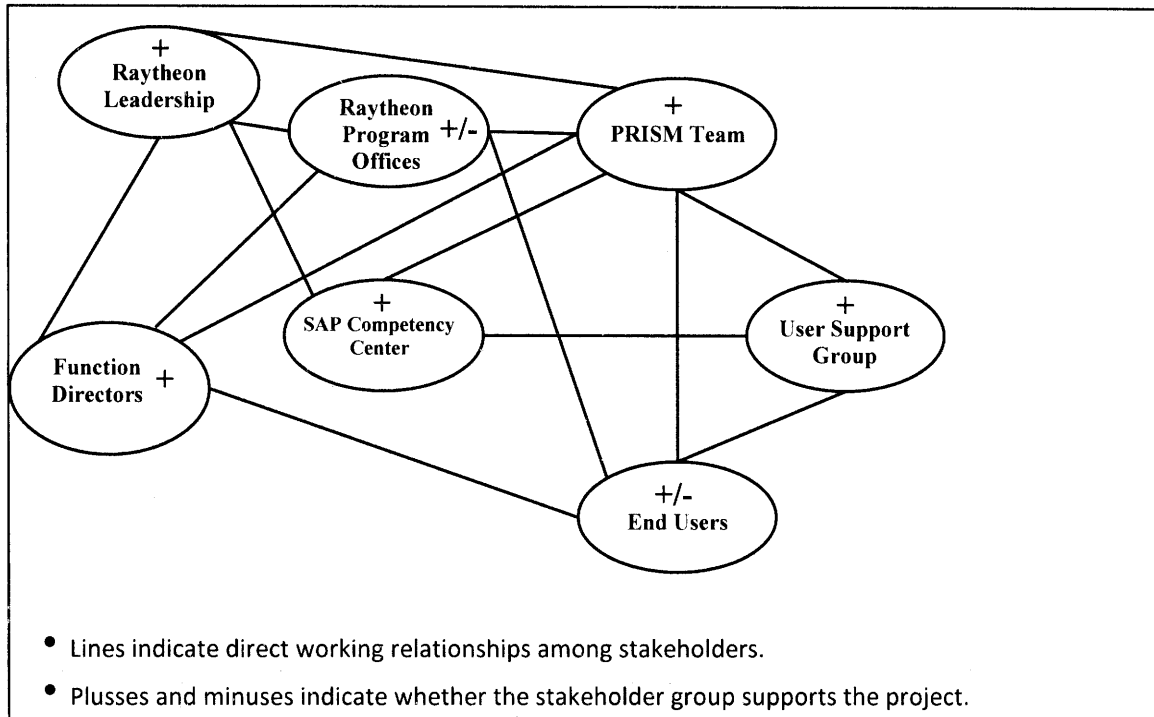 +
Raytheon
Leadership
Raytheon
Program +/-
Offices
+
PRISM Team
+
SAP Competency
Center
+
User Support
Group
Function
Directors +
+/-
End Users
• Lines indicate direct working relationships among stakeholders.
• Plusses and minuses indicate whether the stakeholder group supports the project.